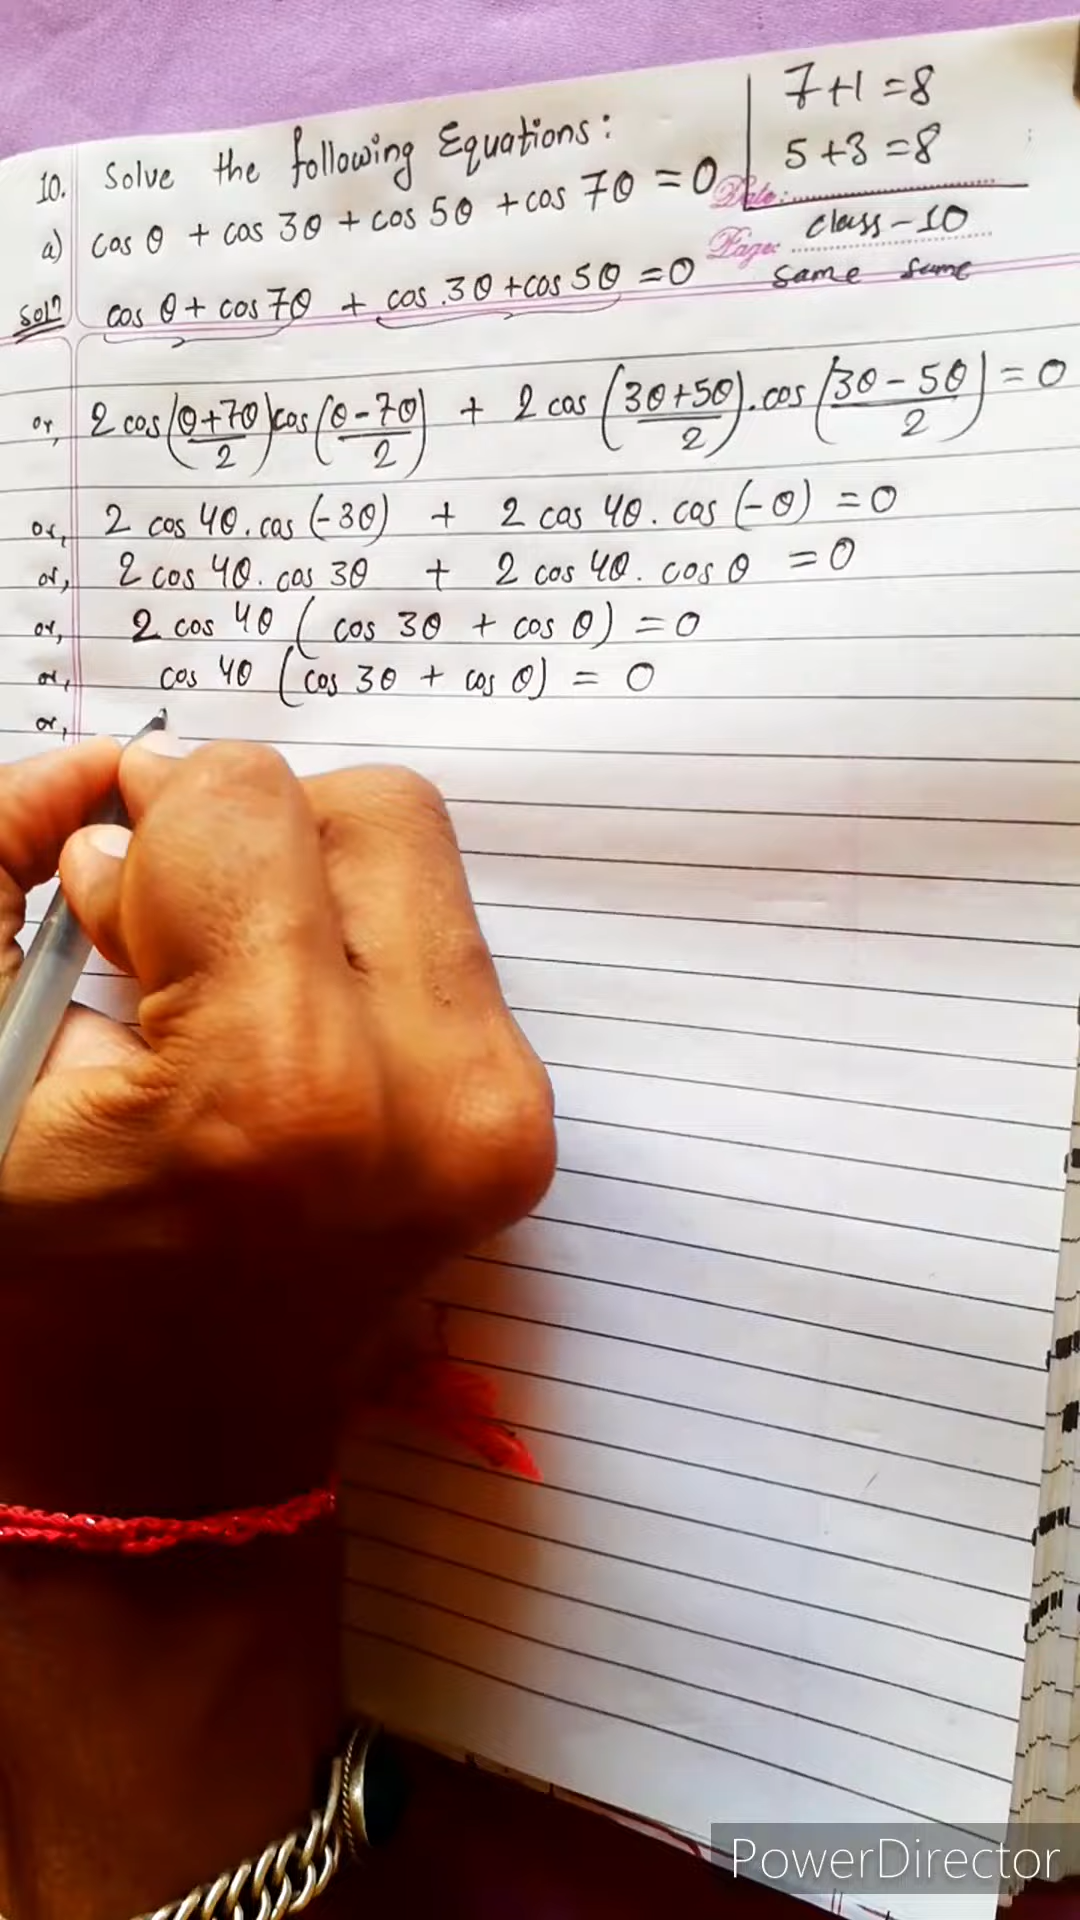 7+1=8
5+3=8
10. Solve the following Equations:
a) cos θ + cos 3θ + cos 5θ + cos 7θ = 0
Date:
Page: class-10
same same
Solⁿ cos θ + cos 7θ + cos 3θ + cos 5θ = 0
or, 2 cos (θ+7θ/2) cos (θ-7θ/2) + 2 cos (3θ+5θ/2) . cos (3θ-5θ/2) = 0
or, 2 cos 4θ . cos (-3θ) + 2 cos 4θ . cos (-θ) = 0
or, 2 cos 4θ . cos 3θ + 2 cos 4θ . cos θ = 0
or, 2 cos 4θ ( cos 3θ + cos θ) = 0
or, cos 4θ ( cos 3θ + cos θ) = 0
or,
PowerDirector